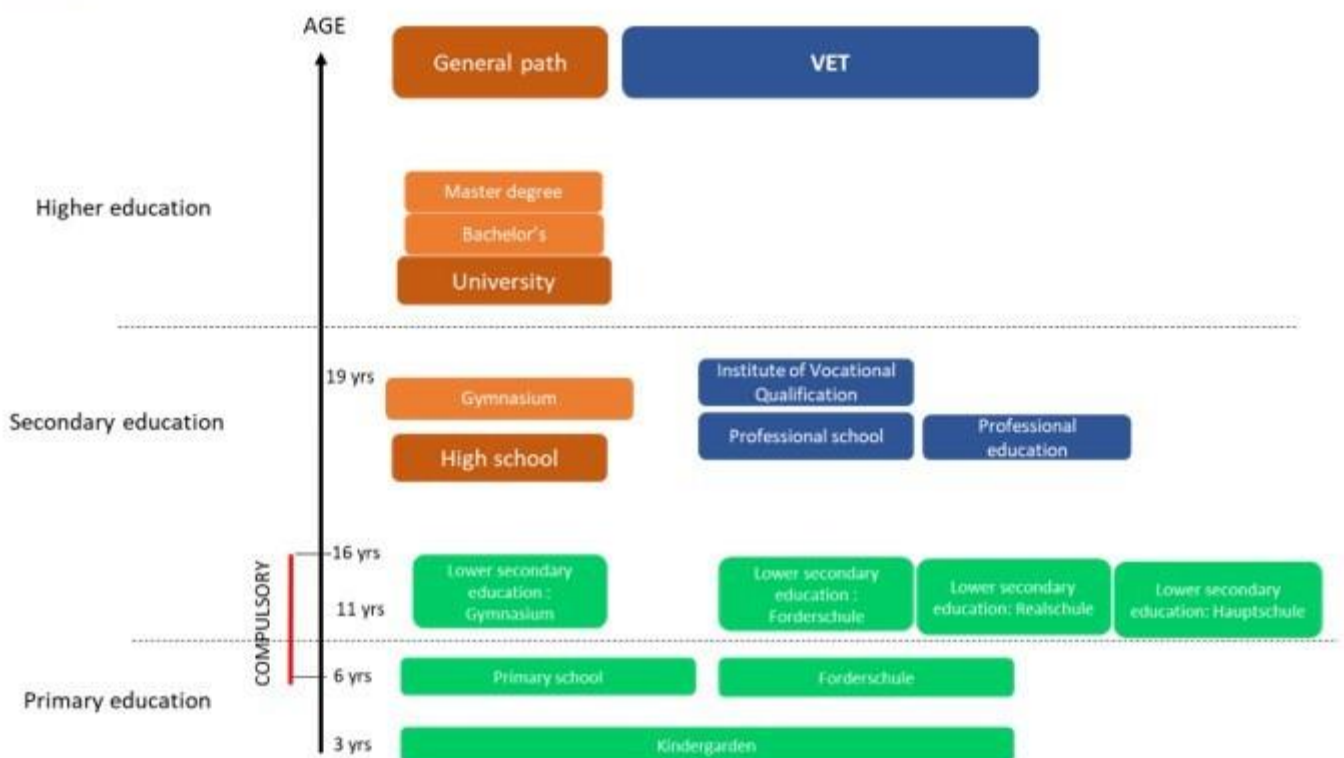 AGE
General path
VET
Higher education
Master degree
Bachelor's
University
19 yrs
Secondary education
Gymnasium
High school
Institute of Vocational
Qualification
Professional school
Professional
education
COMPULSORY
16 yrs
11 yrs
Lower secondary
education :
Gymnasium
Lower secondary
education :
Forderschule
Lower secondary
education: Realschule
Lower secondary
education: Hauptschule
Primary education
6 yrs
Primary school
Forderschule
3 yrs
Kindergarden